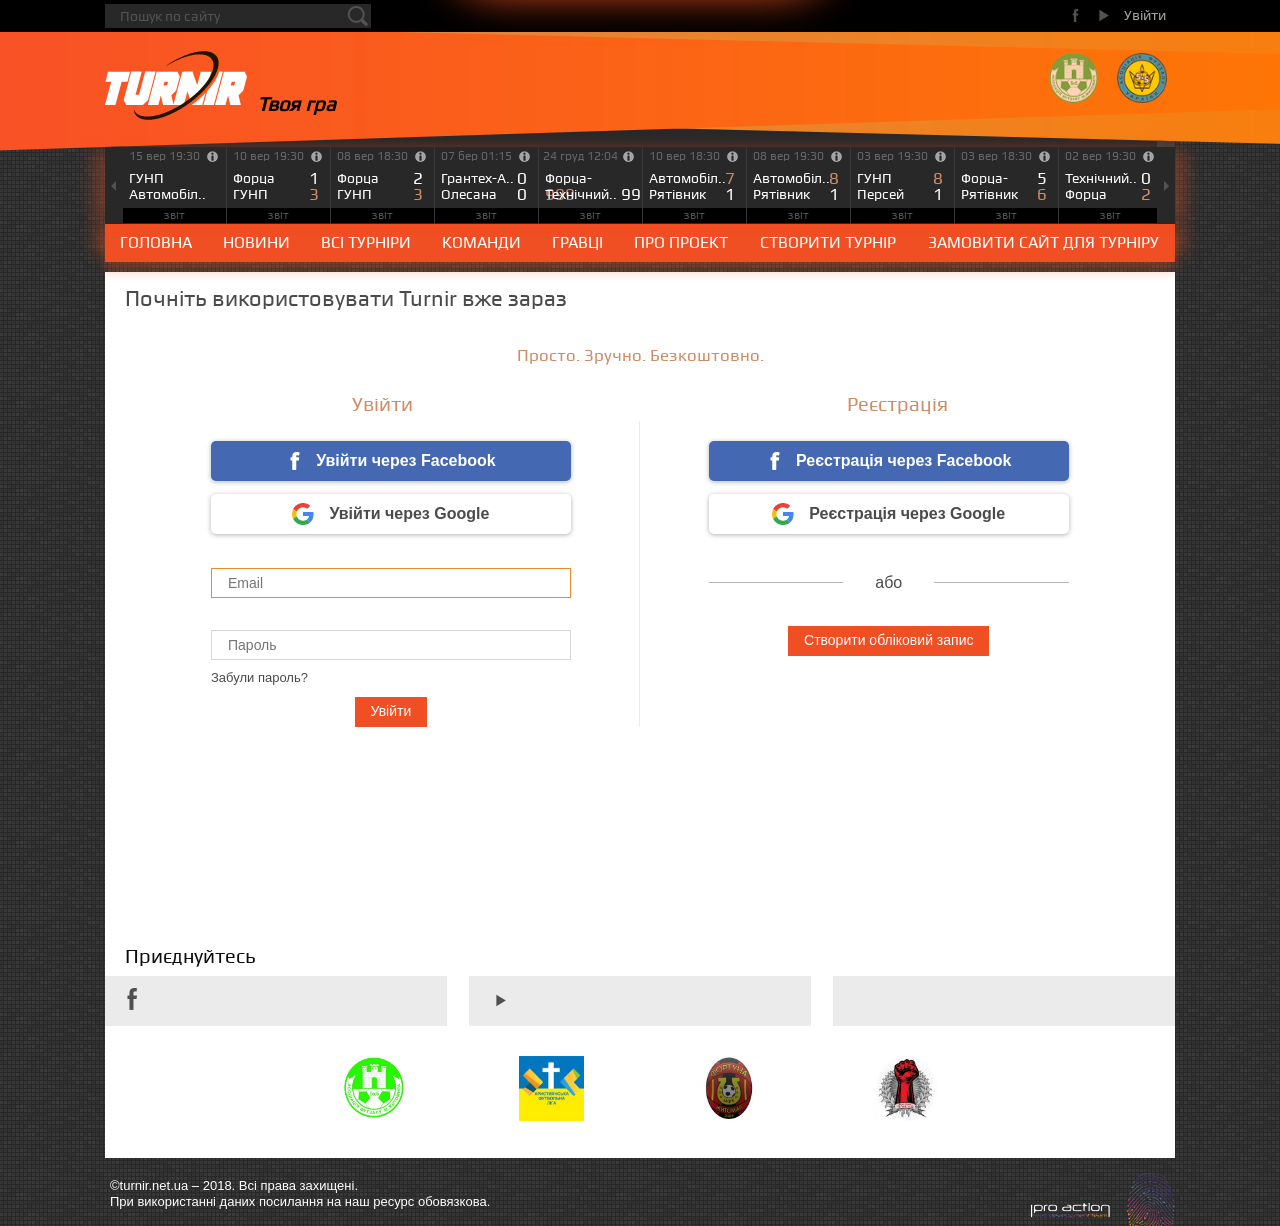 Пошук по сайту
Увійти
TURNIR
Твоя гра
15 вер 19:30
ГУНП
Автомобіл..
звіт
10 вер 19:30
Форца 1
ГУНП 3
звіт
08 вер 18:30
Форца 2
ГУНП 3
звіт
07 бер 01:15
Грантех-А.. 0
Олесана 0
звіт
24 груд 12:04
Форца- 999
Технічний.. 99
звіт
10 вер 18:30
Автомобіл.. 7
Рятівник 1
звіт
08 вер 19:30
Автомобіл.. 8
Рятівник 1
звіт
03 вер 19:30
ГУНП 8
Персей 1
звіт
03 вер 18:30
Форца- 5
Рятівник 6
звіт
02 вер 19:30
Технічний.. 0
Форца 2
звіт
ГОЛОВНА НОВИНИ ВСІ ТУРНІРИ КОМАНДИ ГРАВЦІ ПРО ПРОЕКТ СТВОРИТИ ТУРНІР ЗАМОВИТИ САЙТ ДЛЯ ТУРНІРУ
Почніть використовувати Turnir вже зараз
Просто. Зручно. Безкоштовно.
Увійти
Увійти через Facebook
Увійти через Google
Email
Пароль
Забули пароль?
Увійти
Реєстрація
Реєстрація через Facebook
Реєстрація через Google
або
Створити обліковий запис
Приєднуйтесь
©turnir.net.ua – 2018. Всі права захищені.
При використанні даних посилання на наш ресурс обовязкова.
pro action